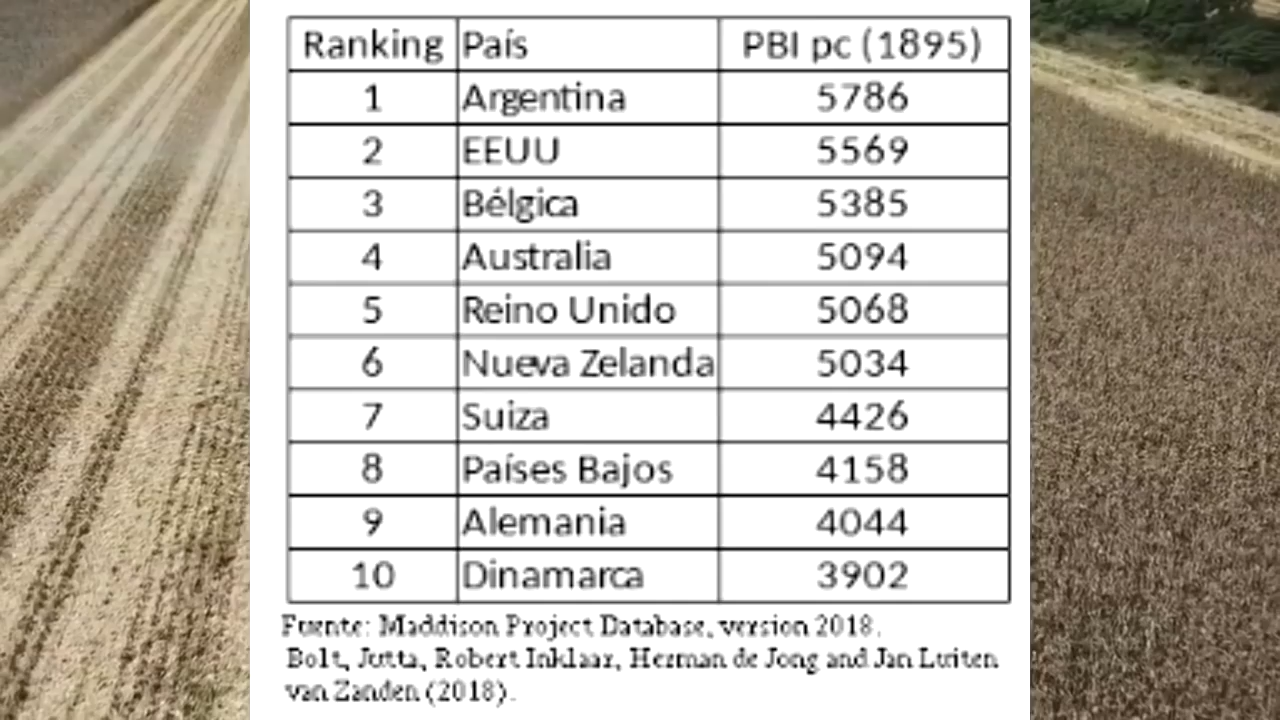 Ranking País PBI pc (1895)
1 Argentina 5786
2 EEUU 5569
3 Bélgica 5385
4 Australia 5094
5 Reino Unido 5068
6 Nueva Zelanda 5034
7 Suiza 4426
8 Países Bajos 4158
9 Alemania 4044
10 Dinamarca 3902
Fuente: Maddison Project Database, version 2018.
Bolt, Jutta, Robert Inklaar, Herman de Jong and Jan Luiten
van Zanden (2018).